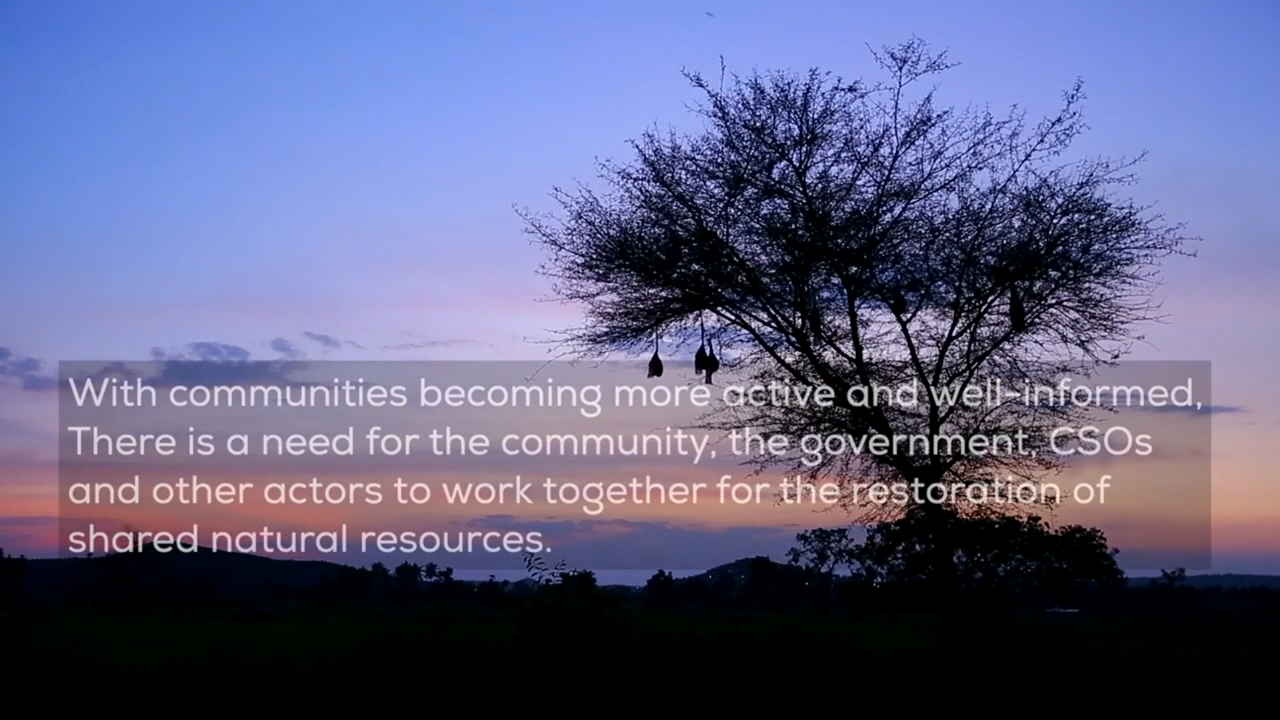 With communities becoming more active and well-informed,
There is a need for the community, the government, CSOs
and other actors to work together for the restoration of
shared natural resources.